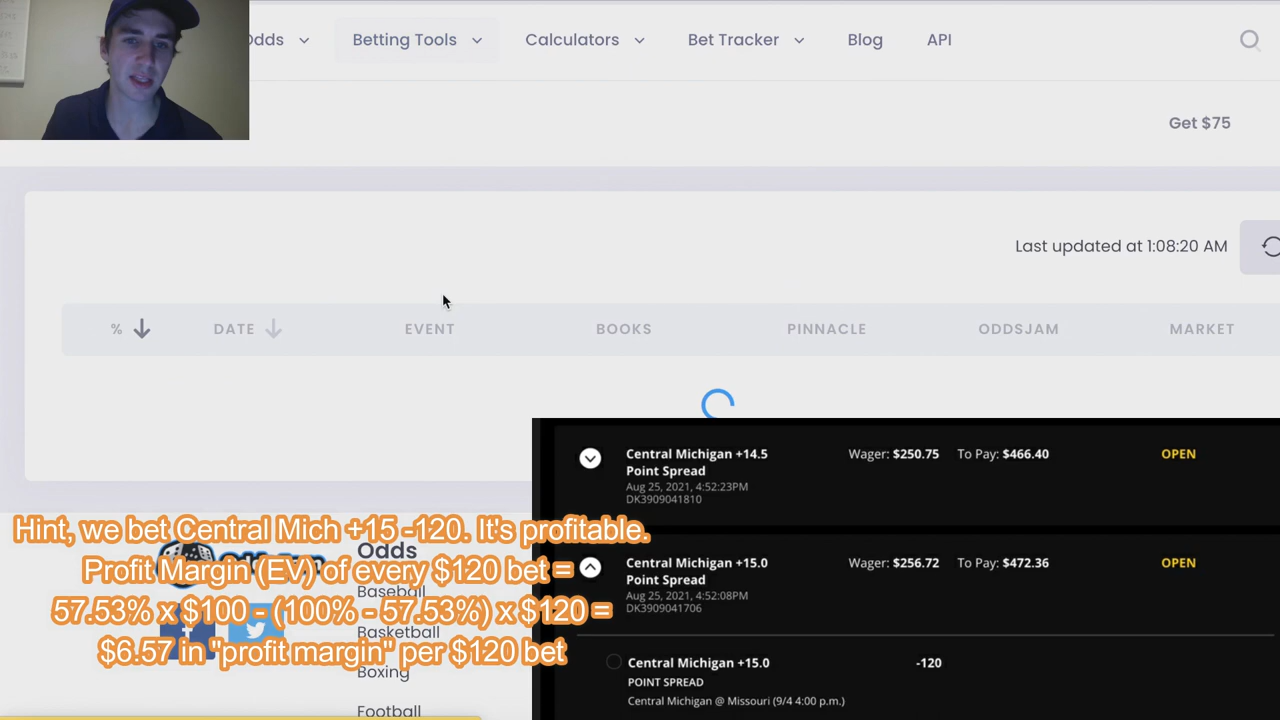 Odds
Betting Tools
Calculators
Bet Tracker
Blog
API
Get $75
Last updated at 1:08:20 AM
%
DATE
EVENT
BOOKS
PINNACLE
ODDSJAM
MARKET
Central Michigan +14.5
Wager: $250.75
To Pay: $466.40
OPEN
Point Spread
Aug 25, 2021, 4:52:23PM
DK3909041810
Central Michigan +15.0
Wager: $256.72
To Pay: $472.36
OPEN
Point Spread
Aug 25, 2021, 4:52:08PM
DK3909041706
Central Michigan +15.0
-120
POINT SPREAD
Central Michigan @ Missouri (9/4 4:00 p.m.)
Hint, we bet Central Mich +15 -120. It's profitable.
Profit Margin (EV) of every $120 bet =
57.53% x $100 - (100% - 57.53%) x $120 =
$6.57 in "profit margin" per $120 bet
Odds
Baseball
Basketball
Boxing
Football